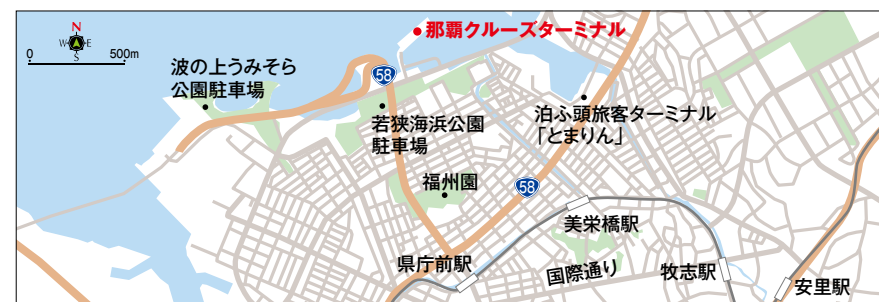 那覇クルーズターミナル
N
W E
S
0 500m
波の上うみそら
公園駐車場
58
若狭海浜公園
駐車場
泊ふ頭旅客ターミナル
「とまりん」
福州園
58
美栄橋駅
県庁前駅
国際通り
牧志駅
安里駅